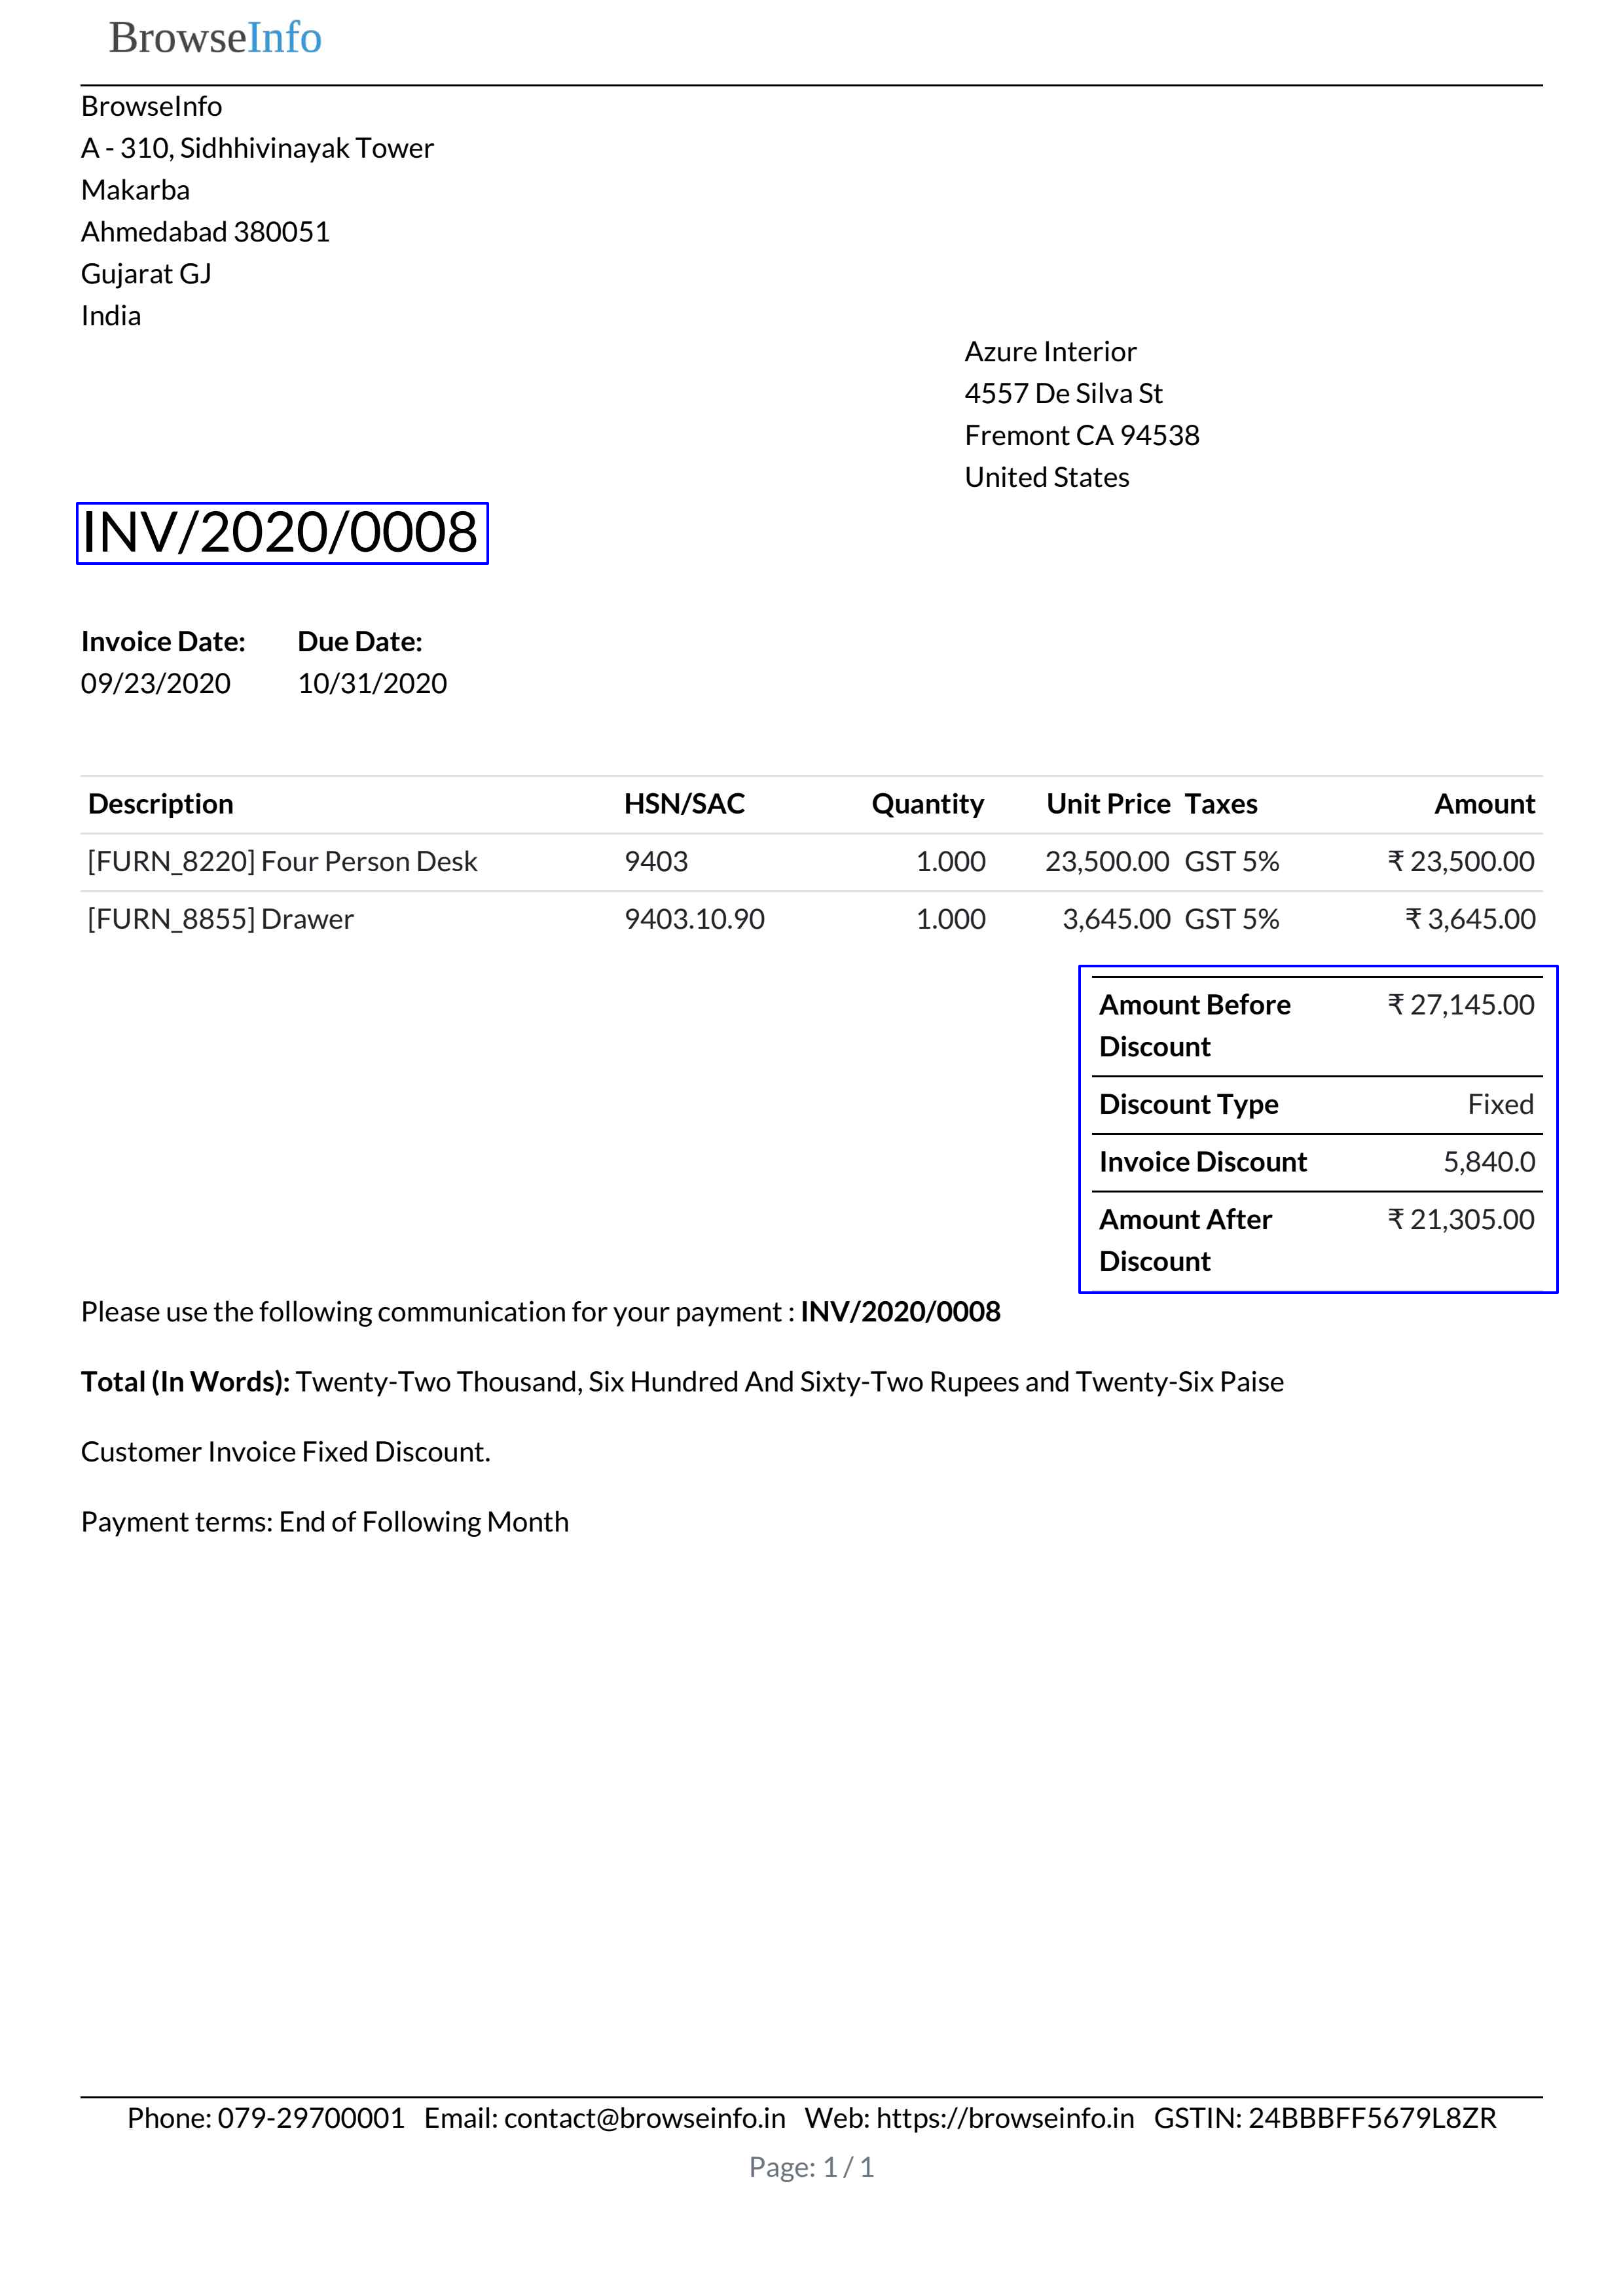 BrowseInfo
BrowseInfo
A - 310, Sidhhivinayak Tower
Makarba
Ahmedabad 380051
Gujarat GJ
India
Azure Interior
4557 De Silva St
Fremont CA 94538
United States
INV/2020/0008
Invoice Date: Due Date:
09/23/2020 10/31/2020
Description HSN/SAC Quantity Unit Price Taxes Amount
[FURN_8220] Four Person Desk 9403 1.000 23,500.00 GST 5% ₹ 23,500.00
[FURN_8855] Drawer 9403.10.90 1.000 3,645.00 GST 5% ₹ 3,645.00
Amount Before ₹ 27,145.00
Discount
Discount Type Fixed
Invoice Discount 5,840.0
Amount After ₹ 21,305.00
Discount
Please use the following communication for your payment : INV/2020/0008
Total (In Words): Twenty-Two Thousand, Six Hundred And Sixty-Two Rupees and Twenty-Six Paise
Customer Invoice Fixed Discount.
Payment terms: End of Following Month
Phone: 079-29700001 Email: contact@browseinfo.in Web: https://browseinfo.in GSTIN: 24BBBFF5679L8ZR
Page: 1 / 1